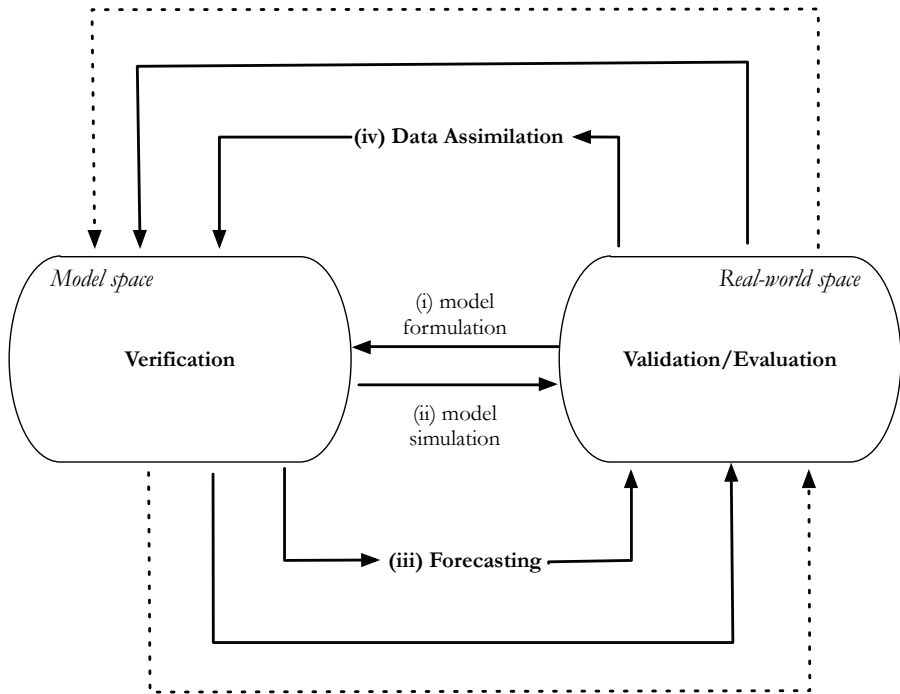 (iv) Data Assimilation
Model space
Real-world space
(i) model
formulation
Verification
Validation/Evaluation
(ii) model
simulation
(iii) Forecasting